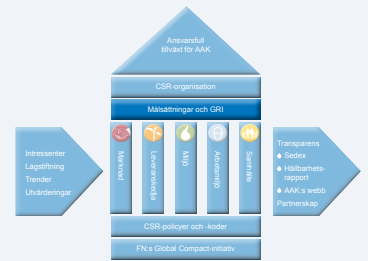 Ansvarsfull
tillväxt för AAK
CSR-organisation
Målsättningar och GRI
Intressenter
Lagstiftning
Trender
Utvärderingar
Marknad
Leveranskedja
Miljö
Arbetsmiljö
Samhälle
Transparens
Sedex
Hållbarhets-
rapport
AAK:s webb
Partnerskap
CSR-policyer och -koder
FN:s Global Compact-initiativ